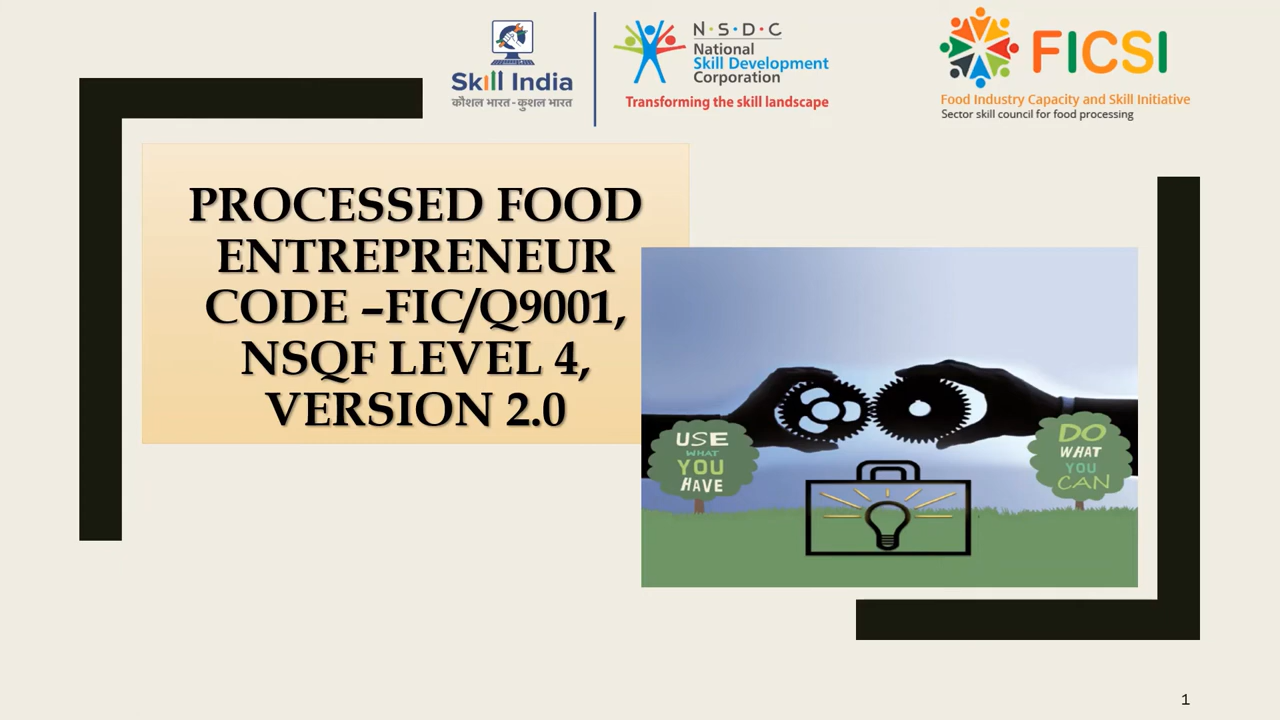 Skill India
कौशल भारत - कुशल भारत
N·S·D·C
National
Skill Development
Corporation
Transforming the skill landscape
FICSI
Food Industry Capacity and Skill Initiative
Sector skill council for food processing
PROCESSED FOOD
ENTREPRENEUR
CODE –FIC/Q9001,
NSQF LEVEL 4,
VERSION 2.0
USE
WHAT
YOU
HAVE
DO
WHAT
YOU
CAN
1